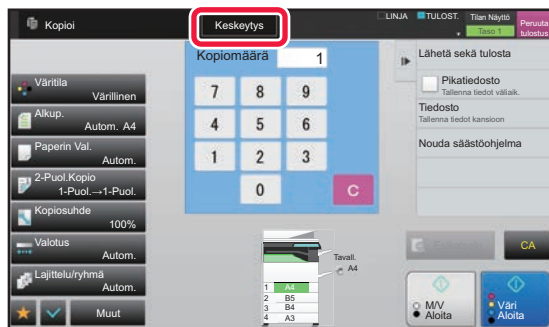 Kopioi
Keskeytys
LINJA
TULOST.
Tilan Näyttö
Taso 1
Peruuta
tulostus
Väritila
Värillinen
Alkup.
Autom. A4
Paperin Val.
Autom.
2-Puol.Kopio
1-Puol.→1-Puol.
Kopiosuhde
100%
Valotus
Autom.
Lajittelu/ryhmä
Autom.
Muut
Kopiomäärä
1
7 8 9
4 5 6
1 2 3
0 C
Tavall.
A4
1 A4
2 B5
3 B4
4 A3
Lähetä sekä tulosta
Pikatiedosto
Tallenna tiedot väliaik.
Tiedosto
Tallenna tiedot kansioon
Nouda säästöohjelma
CA
M/V
Aloita
Väri
Aloita